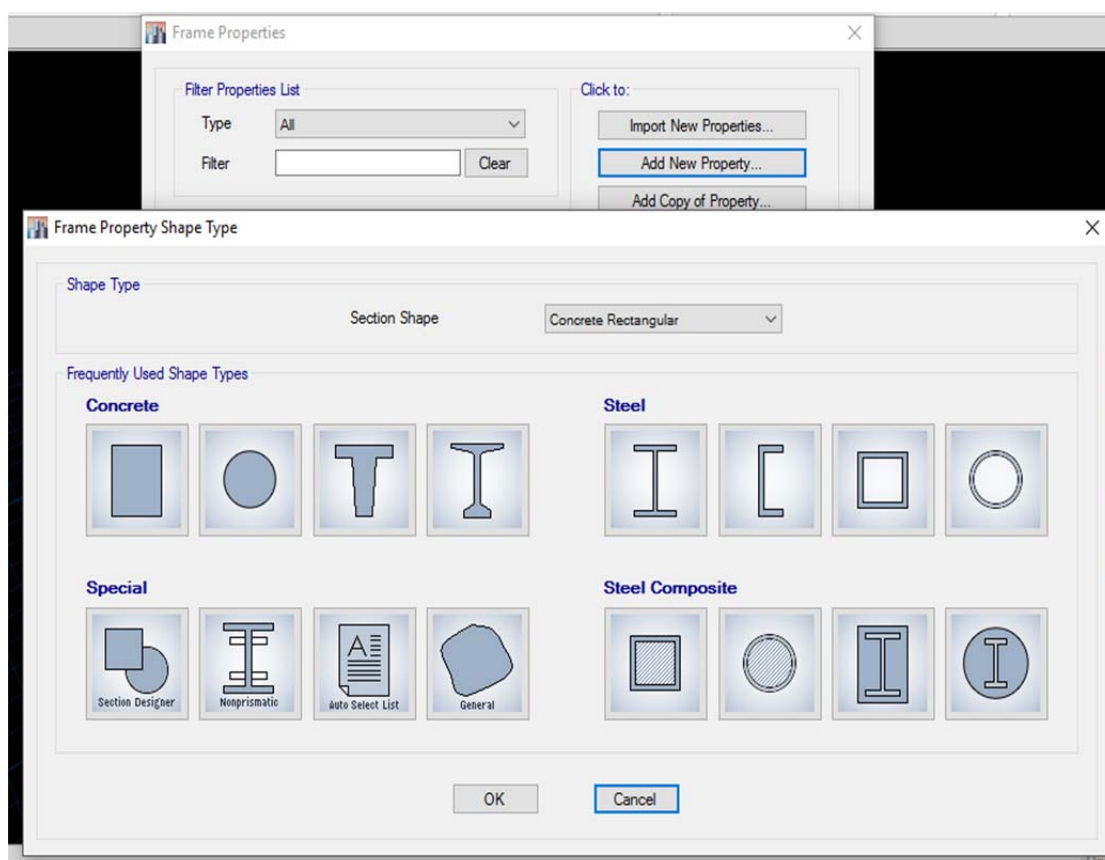 Frame Properties
Filter Properties List
Type All
Filter Clear
Click to:
Import New Properties...
Add New Property...
Add Copy of Property...
Frame Property Shape Type
Shape Type
Section Shape Concrete Rectangular
Frequently Used Shape Types
Concrete
Steel
Special
Section Designer
Nonprismatic
A
Auto Select List
General
Steel Composite
OK
Cancel